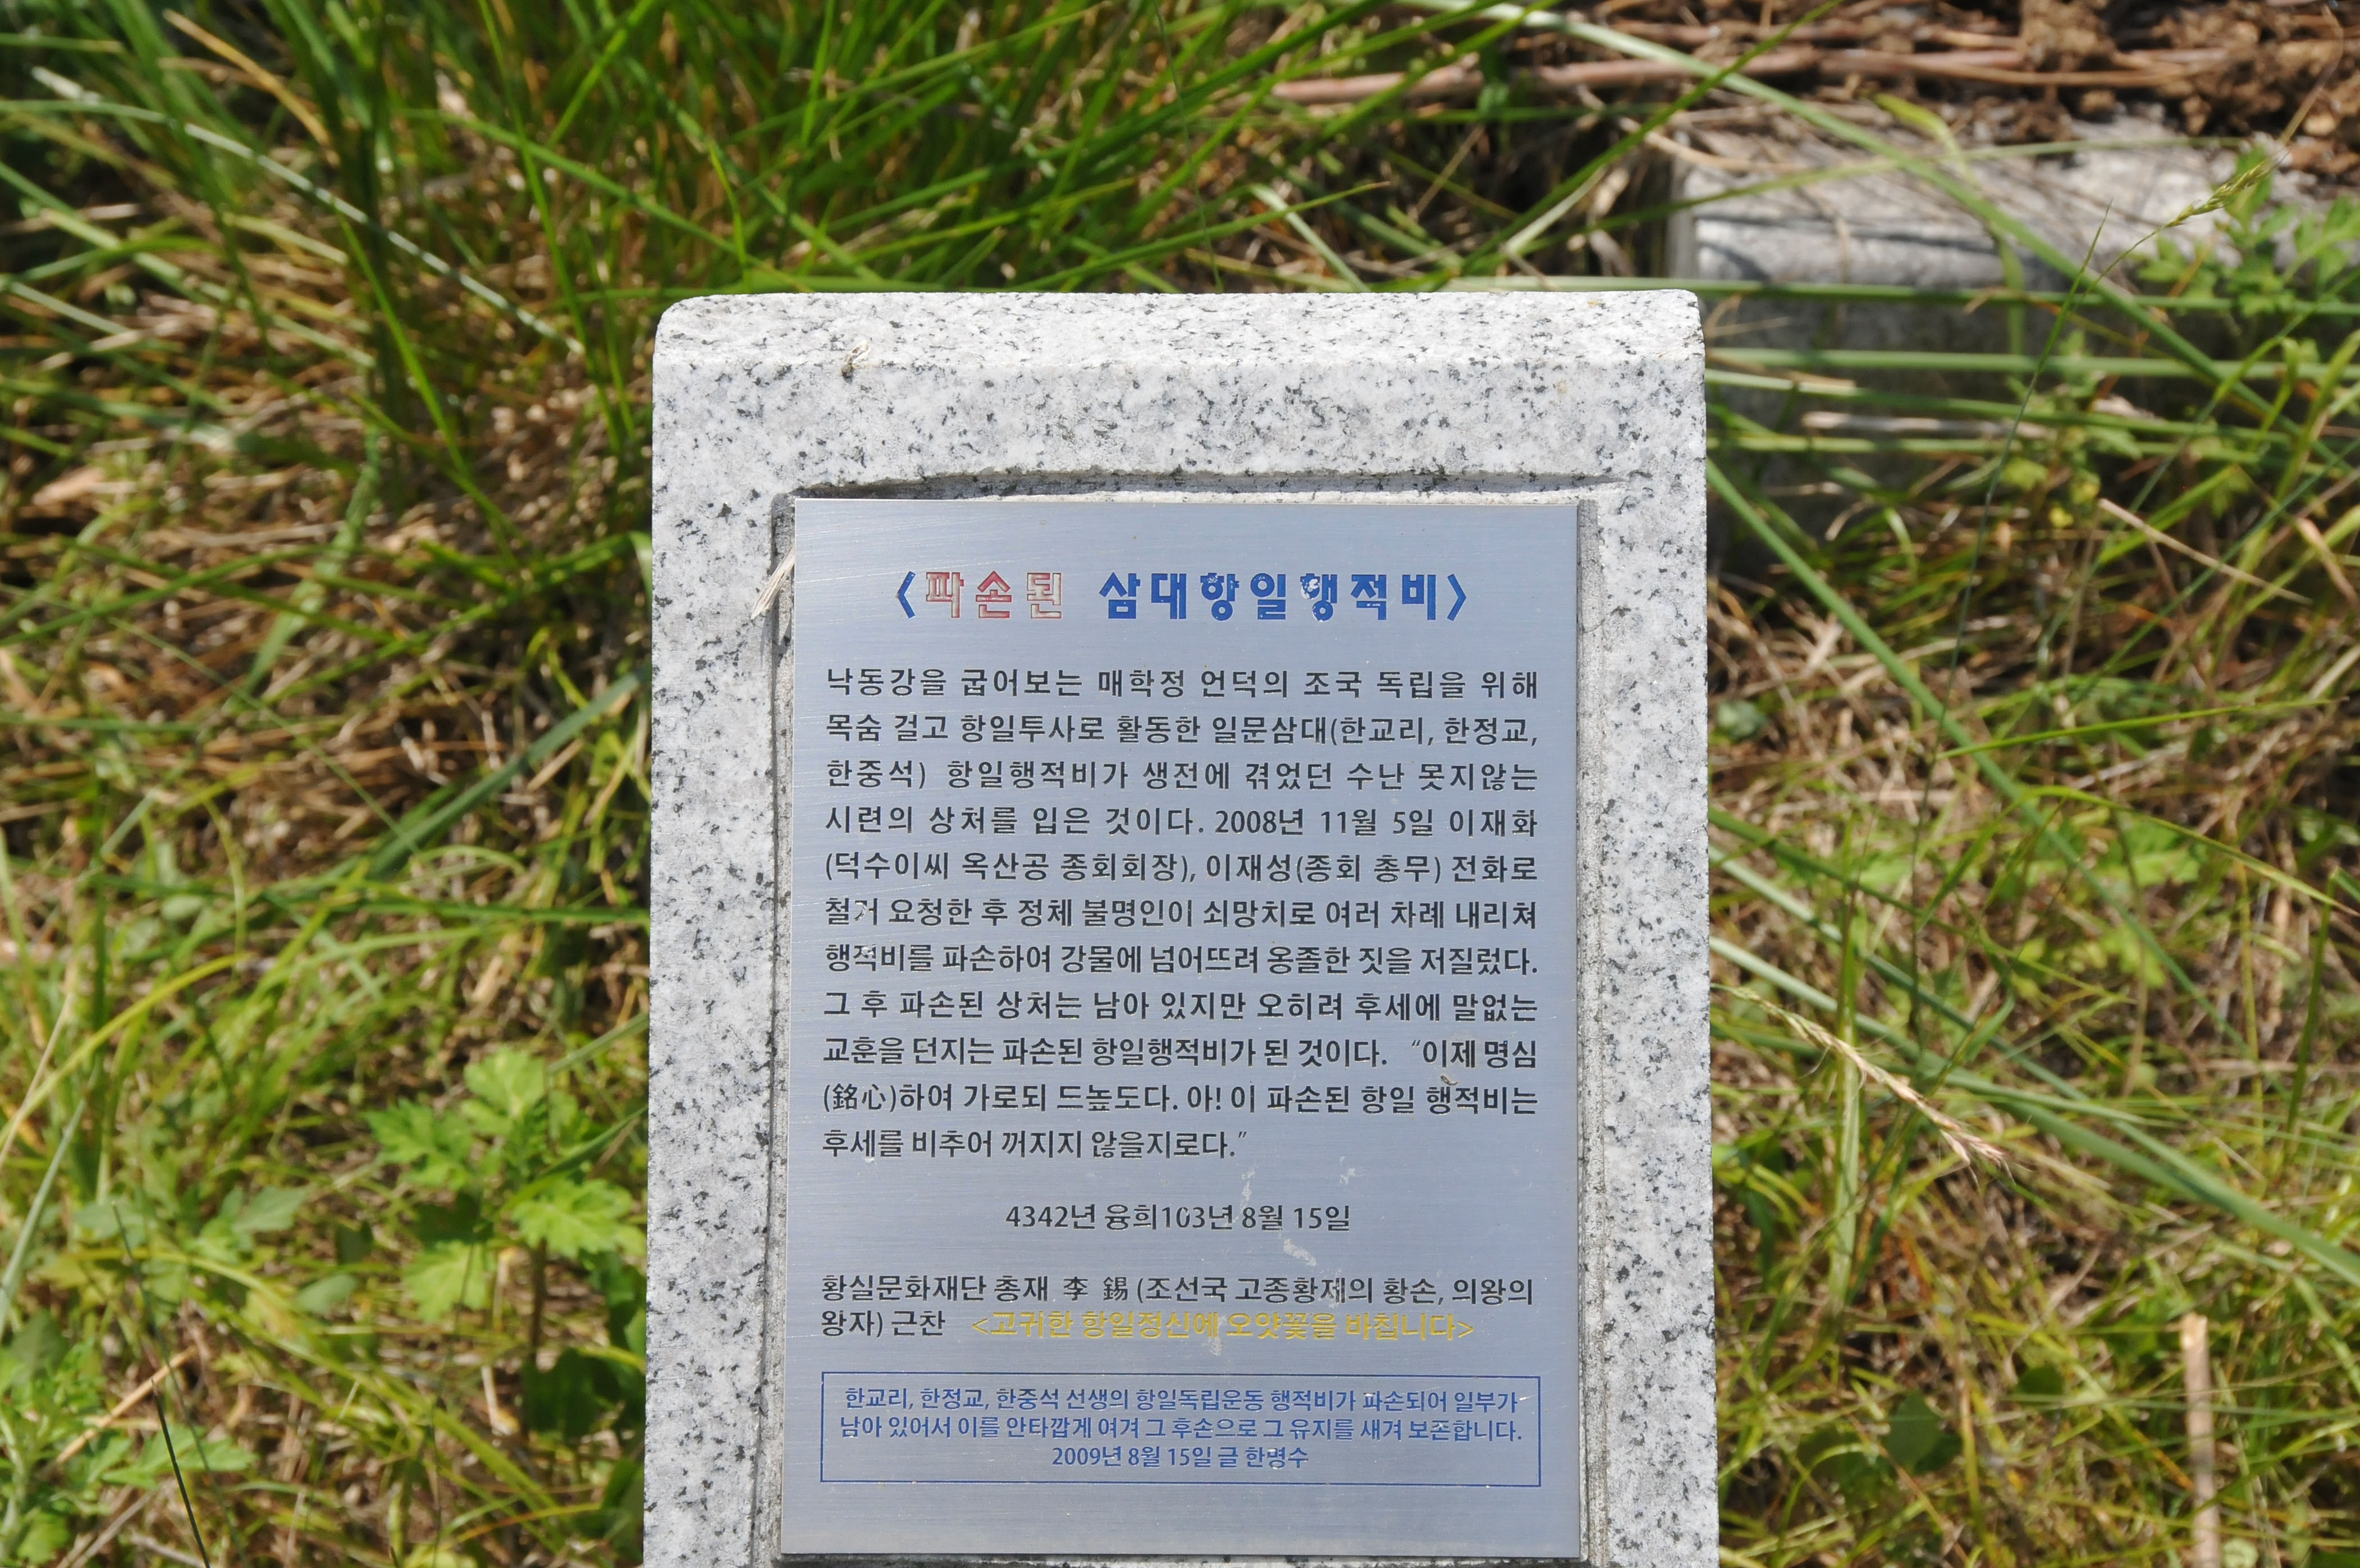 <파손된 삼대항일행적비>
낙동강을 굽어보는 매학정 언덕의 조국 독립을 위해
목숨 걸고 항일투사로 활동한 일문삼대(한교리, 한정교,
한중석) 항일행적비가 생전에 겪었던 수난 못지않는
시련의 상처를 입은 것이다. 2008년 11월 5일 이재화
(덕수이씨 옥산공 종회회장), 이재성(종회 총무) 전화로
철거 요청한 후 정체 불명인이 쇠망치로 여러 차례 내리쳐
행적비를 파손하여 강물에 넘어뜨려 옹졸한 짓을 저질렀다.
그 후 파손된 상처는 남아 있지만 오히려 후세에 말없는
교훈을 던지는 파손된 항일행적비가 된 것이다. “이제 명심
(銘心)하여 가로되 드높도다. 아! 이 파손된 항일 행적비는
후세를 비추어 꺼지지 않을지로다.”
4342년 융희103년 8월 15일
황실문화재단 총재 李 錫 (조선국 고종황제의 황손, 의왕의
왕자) 근찬 <고귀한 항일정신에 오얏꽃을 바칩니다>
한교리, 한정교, 한중석 선생의 항일독립운동 행적비가 파손되어 일부가
남아 있어서 이를 안타깝게 여겨 그 후손으로 그 유지를 새겨 보존합니다.
2009년 8월 15일 글 한명수